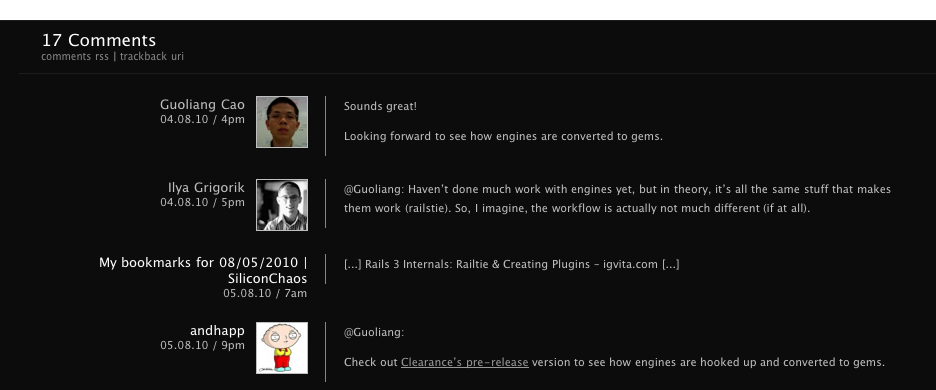 17 Comments
comments rss | trackback uri
Guoliang Cao
04.08.10 / 4pm
Sounds great!
Looking forward to see how engines are converted to gems.
Ilya Grigorik
04.08.10 / 5pm
@Guoliang: Haven't done much work with engines yet, but in theory, it's all the same stuff that makes
them work (railstie). So, I imagine, the workflow is actually not much different (if at all).
My bookmarks for 08/05/2010 |
SiliconChaos
05.08.10 / 7am
[...] Rails 3 Internals: Railtie & Creating Plugins – igvita.com [...]
andhapp
05.08.10 / 9pm
@Guoliang:
Check out Clearance's pre-release version to see how engines are hooked up and converted to gems.